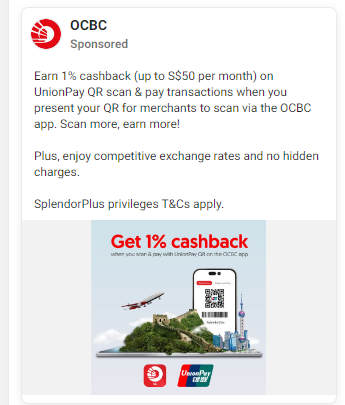 OCBC
Sponsored
Earn 1% cashback (up to S$50 per month) on
UnionPay QR scan & pay transactions when you
present your QR for merchants to scan via the OCBC
app. Scan more, earn more!
Plus, enjoy competitive exchange rates and no hidden
charges.
SplendorPlus privileges T&Cs apply.
Get 1% cashback
when you scan & pay with UnionPay QR on the OCBC app
UnionPay
银联